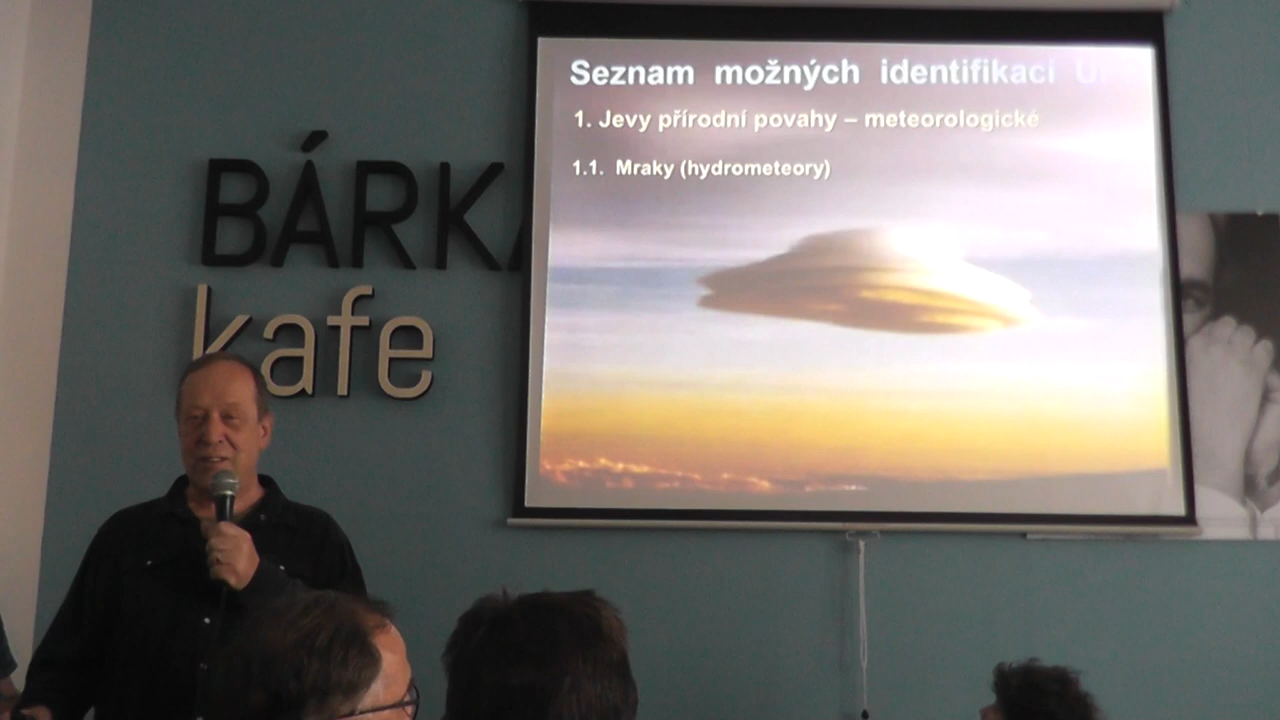 BÁRKA
kafe
Seznam možných identifikací
1. Jevy přírodní povahy – meteorologické
1.1. Mraky (hydrometeory)